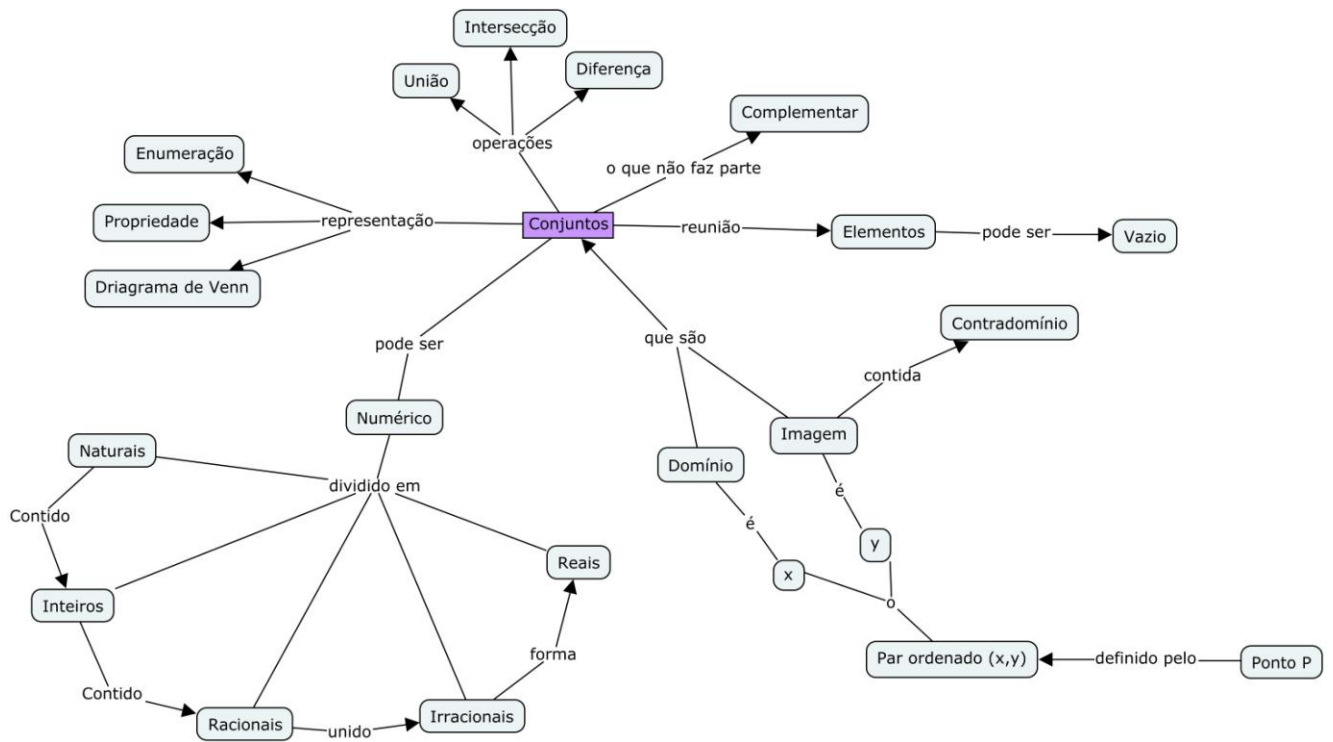 Intersecção
União
Diferença
operações
Complementar
Enumeração
o que não faz parte
Propriedade
representação
Conjuntos
reunião
Elementos
pode ser
Vazio
Driagrama de Venn
Contradomínio
pode ser
que são
contida
Numérico
Imagem
Naturais
Domínio
dividido em
é
Contido
é
y
Reais
x
Inteiros
o
forma
Par ordenado (x,y)
definido pelo
Ponto P
Contido
Racionais
unido
Irracionais